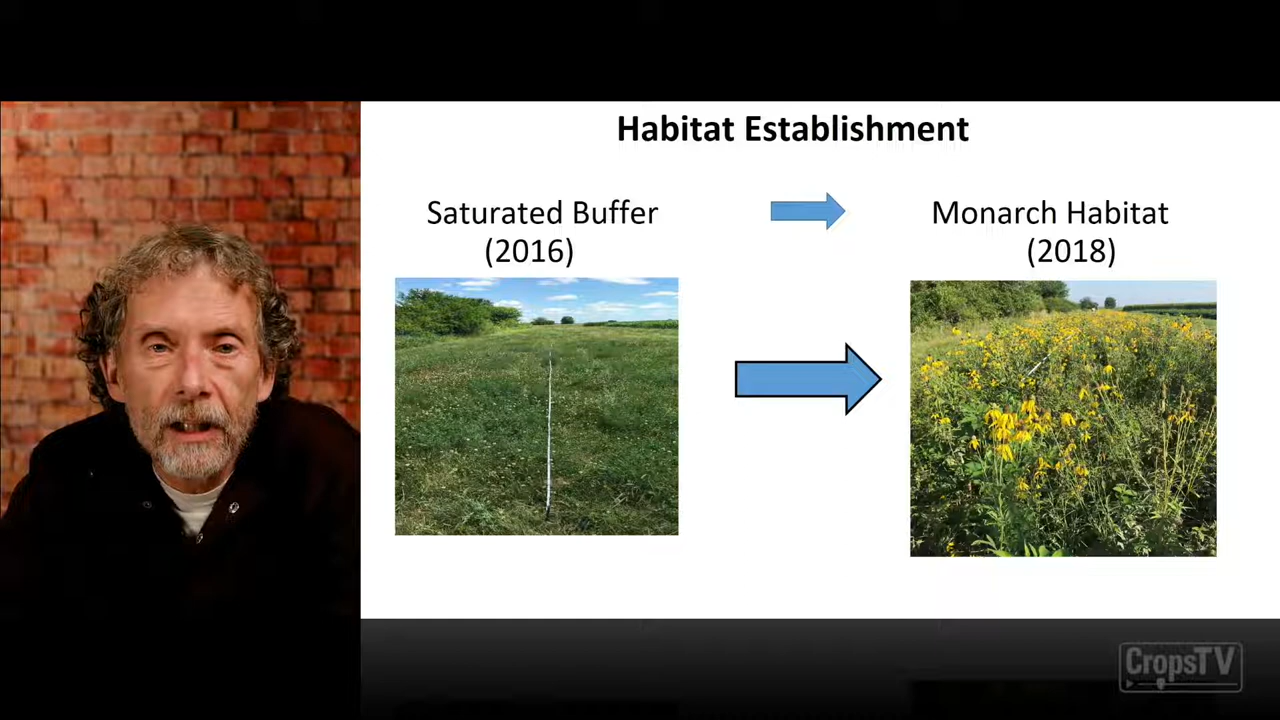 Habitat Establishment
Saturated Buffer
(2016)
Monarch Habitat
(2018)
CropsTV